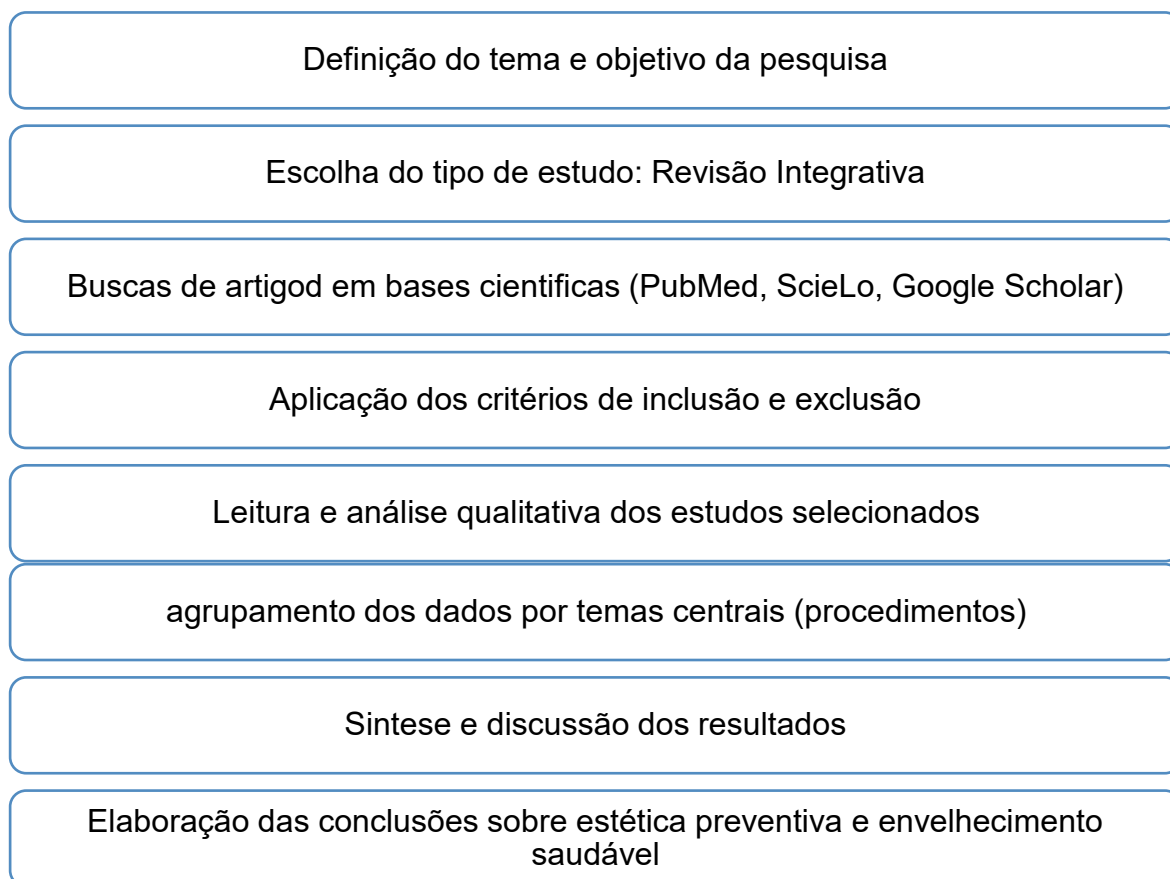 Definição do tema e objetivo da pesquisa
Escolha do tipo de estudo: Revisão Integrativa
Buscas de artigod em bases cientificas (PubMed, ScieLo, Google Scholar)
Aplicação dos critérios de inclusão e exclusão
Leitura e análise qualitativa dos estudos selecionados
agrupamento dos dados por temas centrais (procedimentos)
Sintese e discussão dos resultados
Elaboração das conclusões sobre estética preventiva e envelhecimento
saudável